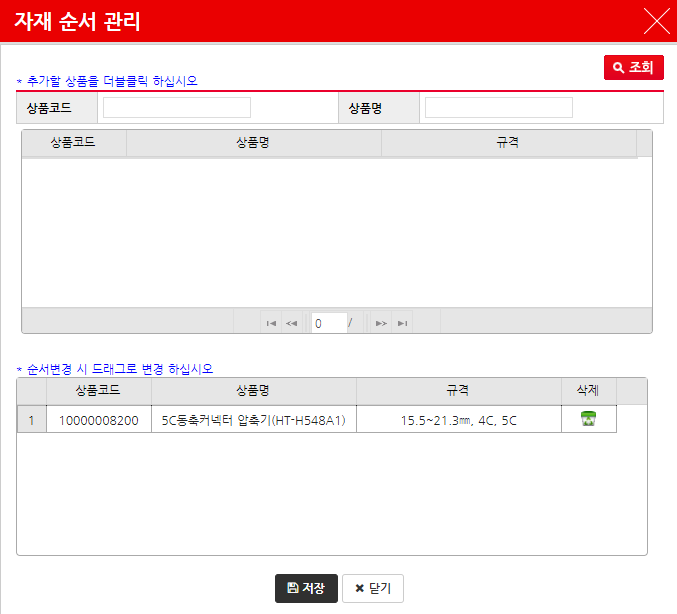 자재 순서 관리
조회
* 추가할 상품을 더블클릭 하십시오
상품코드 상품명
상품코드 상품명 규격
0 /
* 순서변경 시 드래그로 변경 하십시오
상품코드 상품명 규격 삭제
1 10000008200 5C동축커넥터 압축기(HT-H548A1) 15.5~21.3㎜, 4C, 5C
저장 닫기